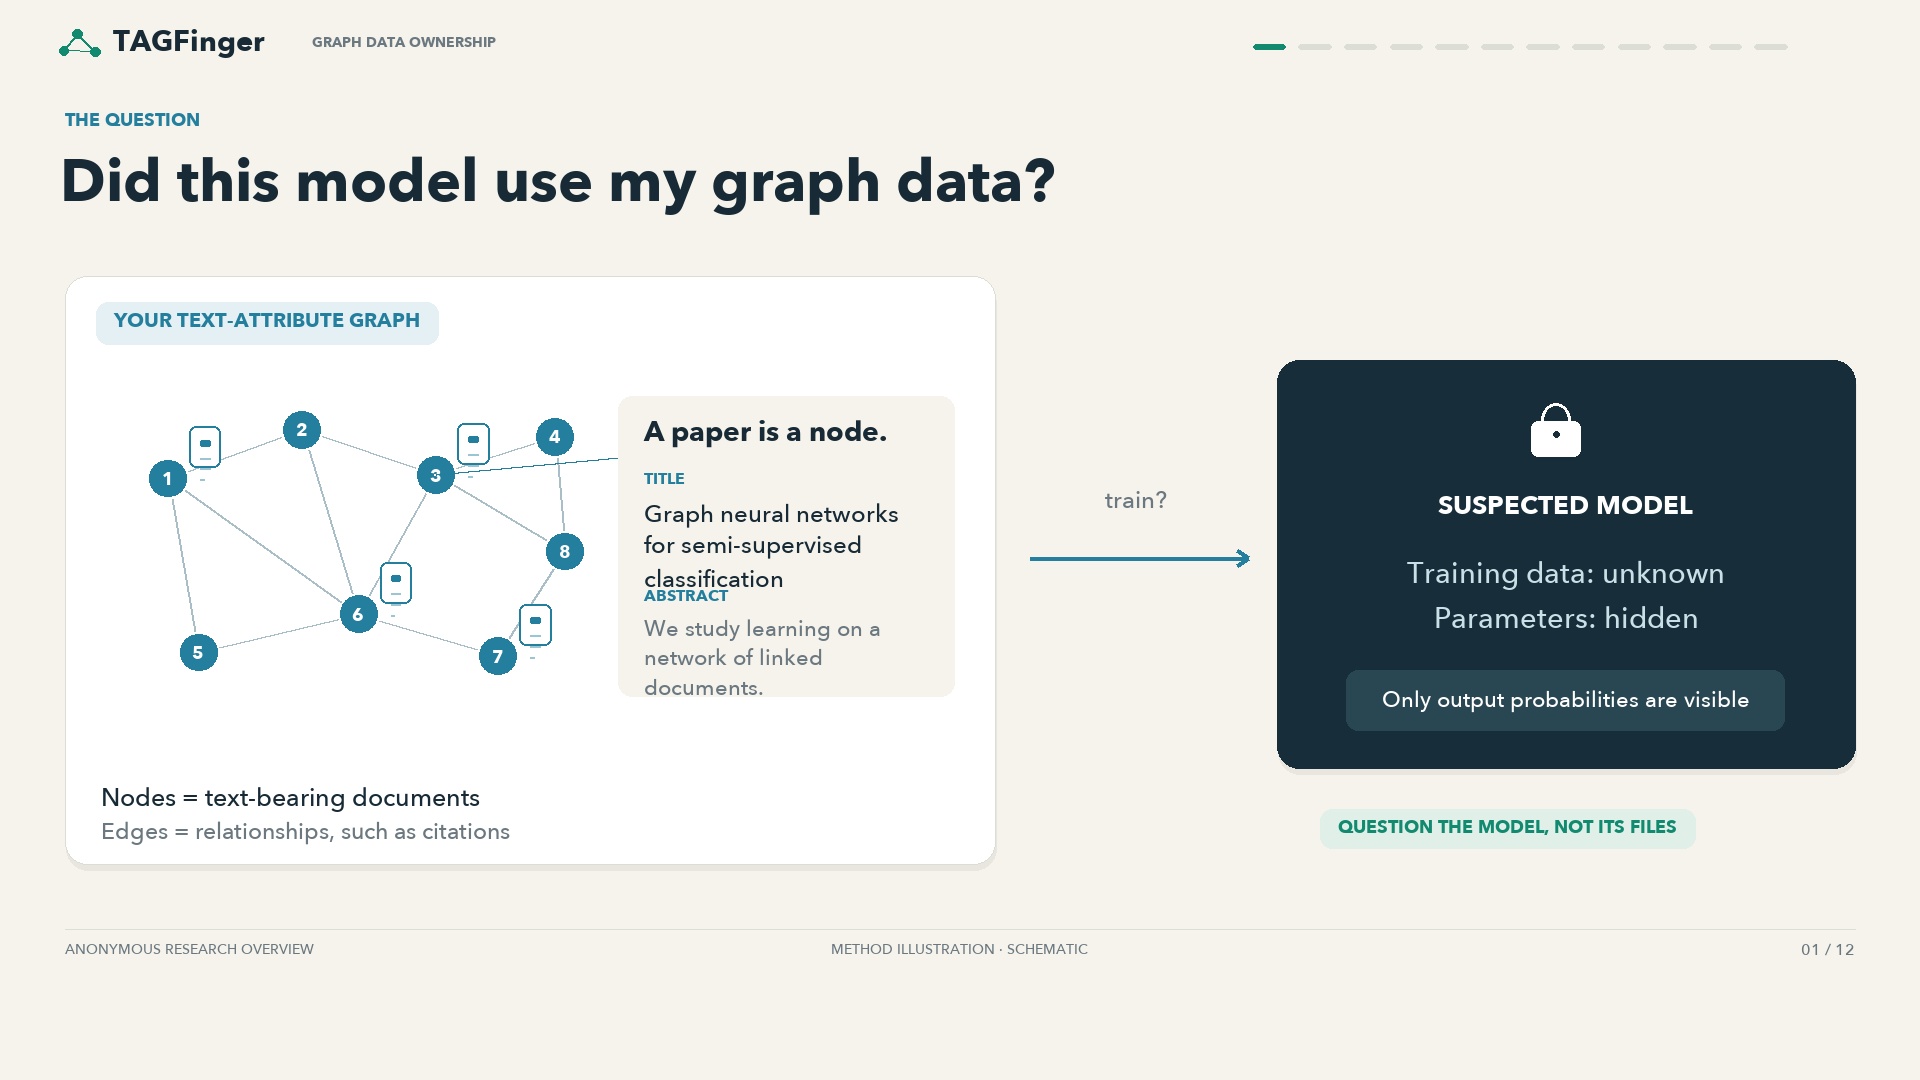 TAGFinger
GRAPH DATA OWNERSHIP
THE QUESTION
Did this model use my graph data?
YOUR TEXT-ATTRIBUTE GRAPH
1
2
3
4
5
6
7
8
A paper is a node.
TITLE
Graph neural networks
for semi-supervised
classification
ABSTRACT
We study learning on a
network of linked
documents.
Nodes = text-bearing documents
Edges = relationships, such as citations
train?
SUSPECTED MODEL
Training data: unknown
Parameters: hidden
Only output probabilities are visible
QUESTION THE MODEL, NOT ITS FILES
ANONYMOUS RESEARCH OVERVIEW
METHOD ILLUSTRATION · SCHEMATIC
01 / 12